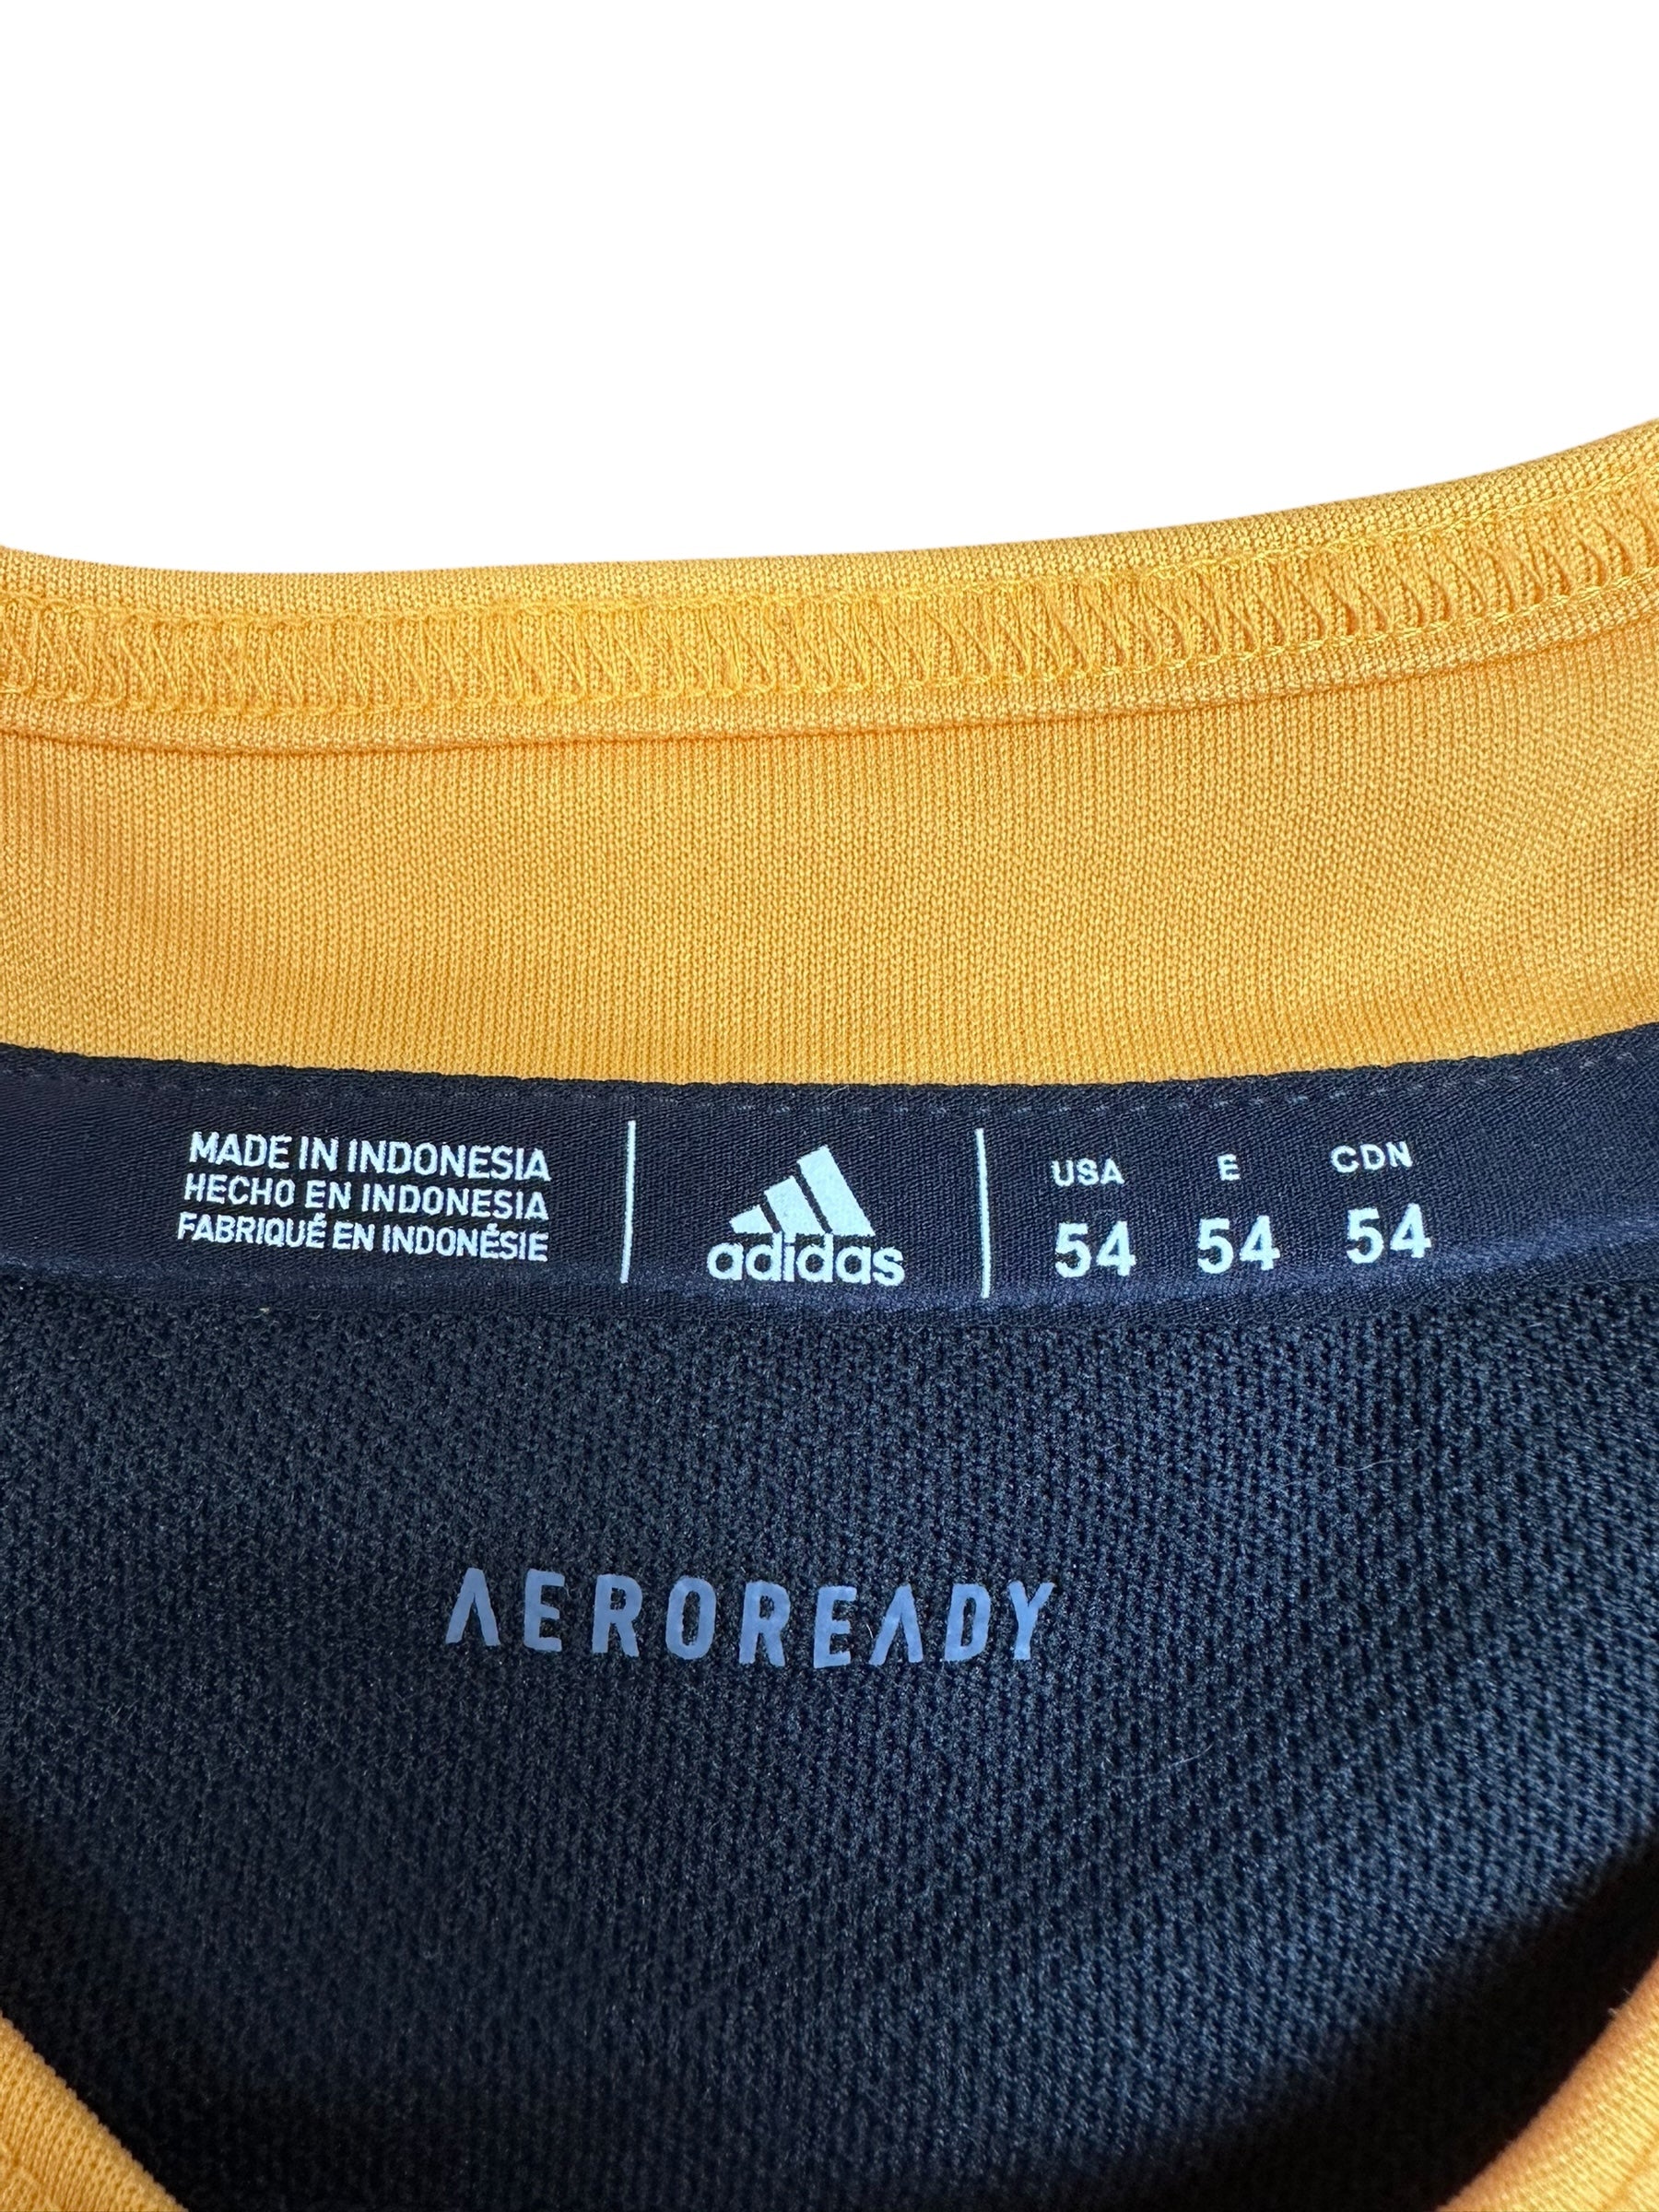 MADE IN INDONESIA
HECHO EN INDONESIA
FABRIQUÉ EN INDONÉSIE
adidas
USA E CDN
54 54 54
AEROREADY